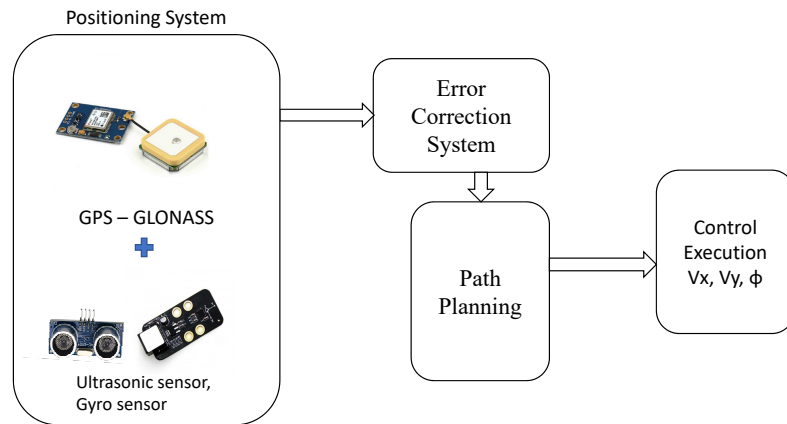 Positioning System
GPS – GLONASS
Ultrasonic sensor,
Gyro sensor
Error
Correction
System
Path
Planning
Control
Execution
Vx, Vy, ϕ